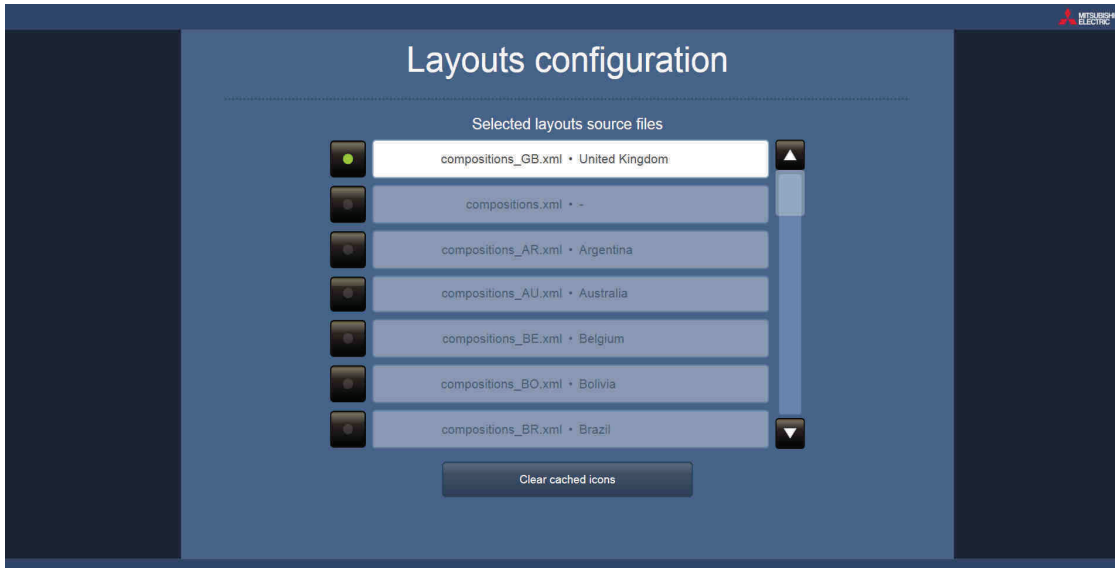 MITSUBISHI
ELECTRIC
Layouts configuration
Selected layouts source files
compositions_GB.xml • United Kingdom
compositions.xml • -
compositions_AR.xml • Argentina
compositions_AU.xml • Australia
compositions_BE.xml • Belgium
compositions_BO.xml • Bolivia
compositions_BR.xml • Brazil
Clear cached icons